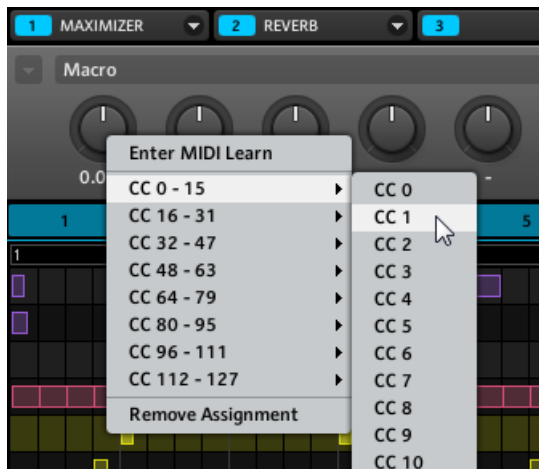 1 MAXIMIZER 2 REVERB 3
Macro
0.0 -
Enter MIDI Learn
CC 0 - 15
CC 16 - 31
CC 32 - 47
CC 48 - 63
CC 64 - 79
CC 80 - 95
CC 96 - 111
CC 112 - 127
Remove Assignment
CC 0
CC 1
CC 2
CC 3
CC 4
CC 5
CC 6
CC 7
CC 8
CC 9
CC 10
1 5
1